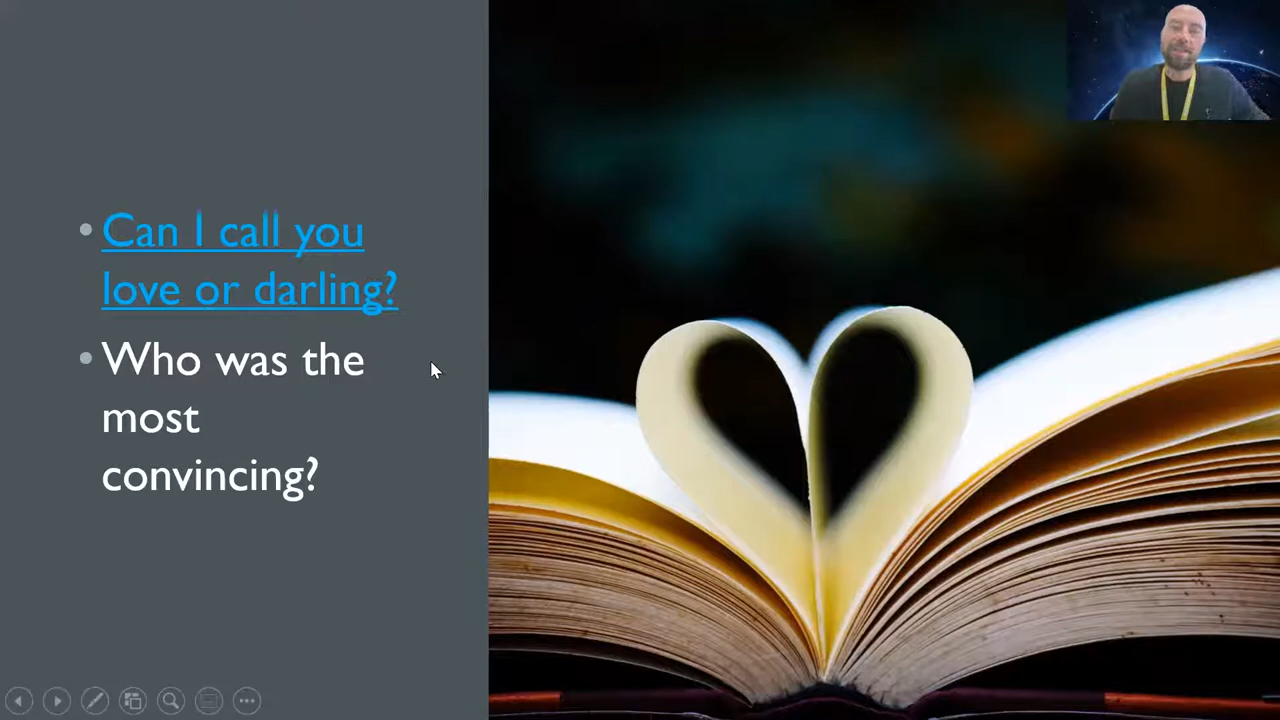 Can I call you
love or darling?
Who was the
most
convincing?